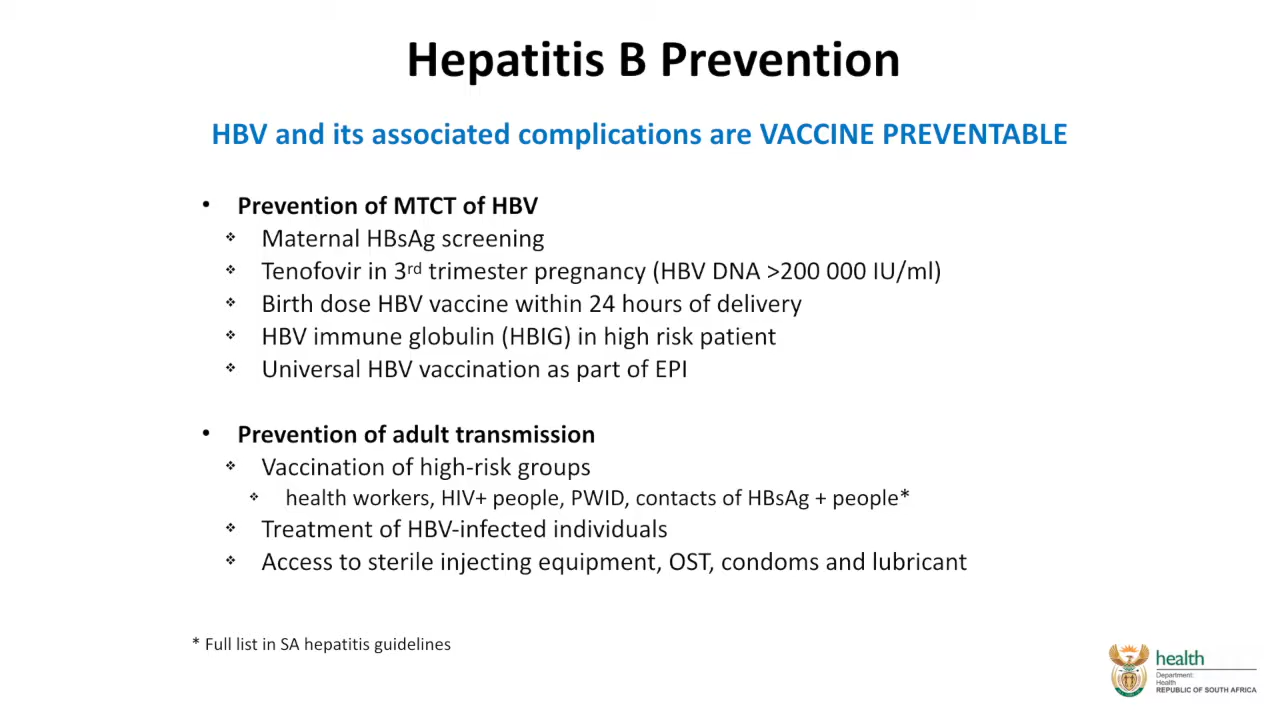 Hepatitis B Prevention
HBV and its associated complications are VACCINE PREVENTABLE
• Prevention of MTCT of HBV
❖ Maternal HBsAg screening
❖ Tenofovir in 3rd trimester pregnancy (HBV DNA >200 000 IU/ml)
❖ Birth dose HBV vaccine within 24 hours of delivery
❖ HBV immune globulin (HBIG) in high risk patient
❖ Universal HBV vaccination as part of EPI
• Prevention of adult transmission
❖ Vaccination of high-risk groups
❖ health workers, HIV+ people, PWID, contacts of HBsAg + people*
❖ Treatment of HBV-infected individuals
❖ Access to sterile injecting equipment, OST, condoms and lubricant
* Full list in SA hepatitis guidelines
health
Department:
Health
REPUBLIC OF SOUTH AFRICA